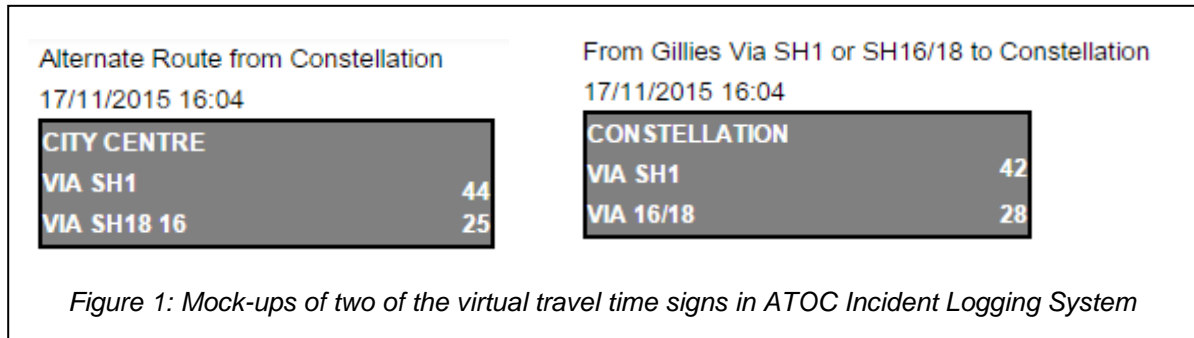 Alternate Route from Constellation
17/11/2015 16:04
CITY CENTRE
VIA SH1 44
VIA SH18 16 25
From Gillies Via SH1 or SH16/18 to Constellation
17/11/2015 16:04
CONSTELLATION
VIA SH1 42
VIA 16/18 28
Figure 1: Mock-ups of two of the virtual travel time signs in ATOC Incident Logging System